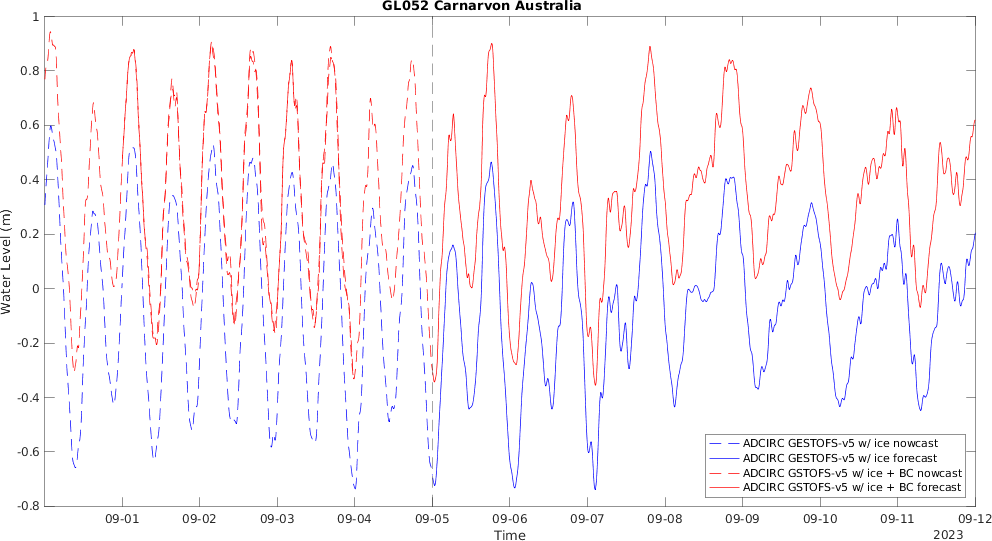 GL052 Carnarvon Australia
Water Level (m)
1
0.8
0.6
0.4
0.2
0
-0.2
-0.4
-0.6
-0.8
ADCIRC GESTOFS-v5 w/ ice nowcast
ADCIRC GESTOFS-v5 w/ ice forecast
ADCIRC GSTOFS-v5 w/ ice + BC nowcast
ADCIRC GSTOFS-v5 w/ ice + BC forecast
09-01 09-02 09-03 09-04 09-05 09-06 09-07 09-08 09-09 09-10 09-11 09-12
Time
2023